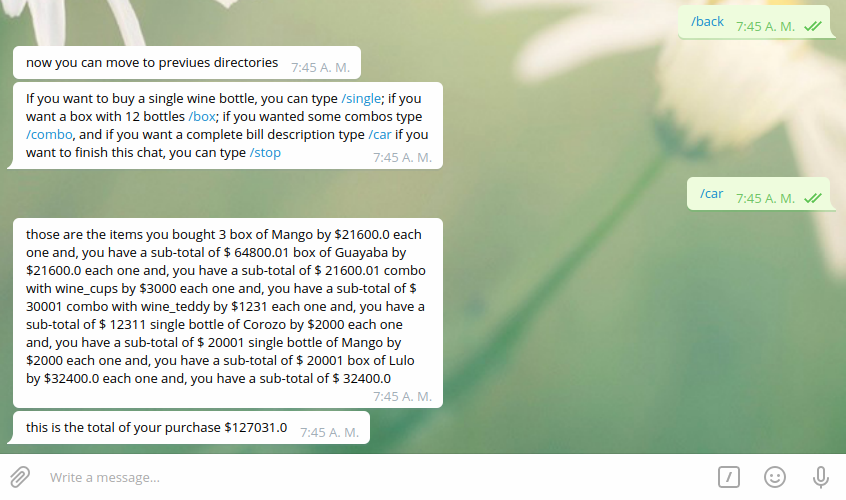 /back 7:45 A. M.
now you can move to previues directories 7:45 A. M.
If you want to buy a single wine bottle, you can type /single; if you
want a box with 12 bottles /box; if you wanted some combos type
/combo, and if you want a complete bill description type /car if you
want to finish this chat, you can type /stop 7:45 A. M.
/car 7:45 A. M.
those are the items you bought 3 box of Mango by $21600.0 each
one and, you have a sub-total of $ 64800.01 box of Guayaba by
$21600.0 each one and, you have a sub-total of $ 21600.01 combo
with wine_cups by $3000 each one and, you have a sub-total of $
30001 combo with wine_teddy by $1231 each one and, you have a
sub-total of $ 12311 single bottle of Corozo by $2000 each one
and, you have a sub-total of $ 20001 single bottle of Mango by
$2000 each one and, you have a sub-total of $ 20001 box of Lulo
by $32400.0 each one and, you have a sub-total of $ 32400.0
7:45 A. M.
this is the total of your purchase $127031.0 7:45 A. M.
Write a message...